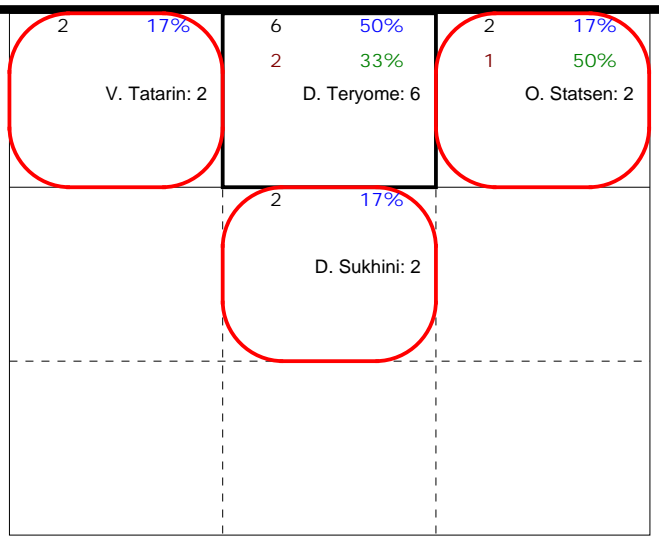 2 17% 6 50% 2 17%
2 33% 1 50%
V. Tatarin: 2 D. Teryome: 6 O. Statsen: 2
2 17%
D. Sukhini: 2